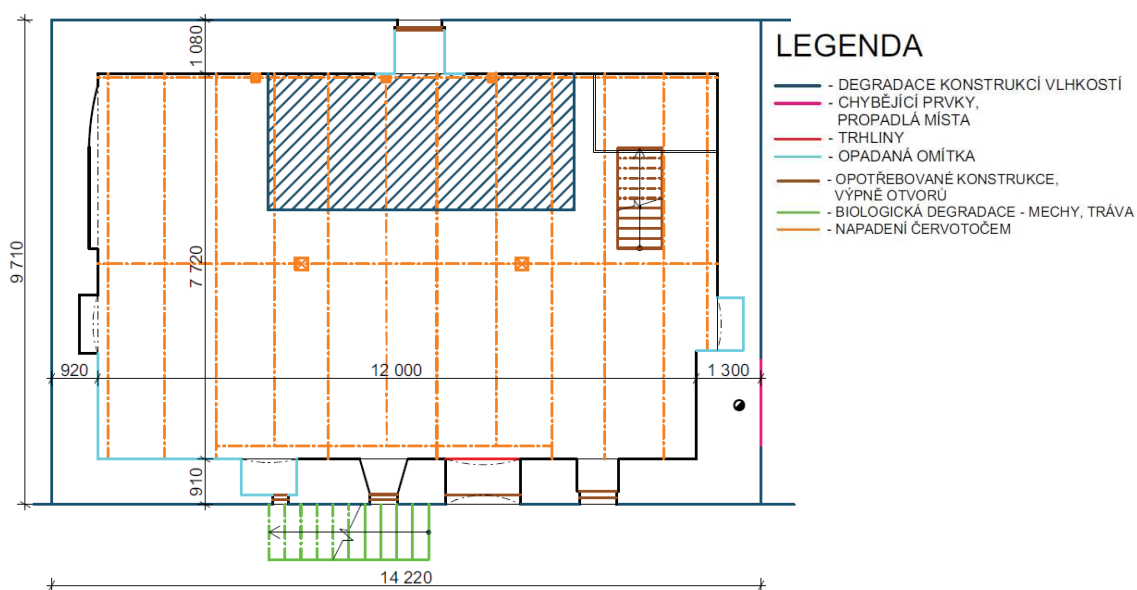 LEGENDA
- DEGRADACE KONSTRUKCÍ VLHKOSTÍ
- CHYBĚJÍCÍ PRVKY,
PROPADLÁ MÍSTA
- TRHLINY
- OPADANÁ OMÍTKA
- OPOTŘEBOVANÉ KONSTRUKCE,
VÝPNĚ OTVORŮ
- BIOLOGICKÁ DEGRADACE - MECHY, TRÁVA
- NAPADENÍ ČERVOTOČEM
1 080
9 710
7 720
920
12 000
1 300
910
14 220